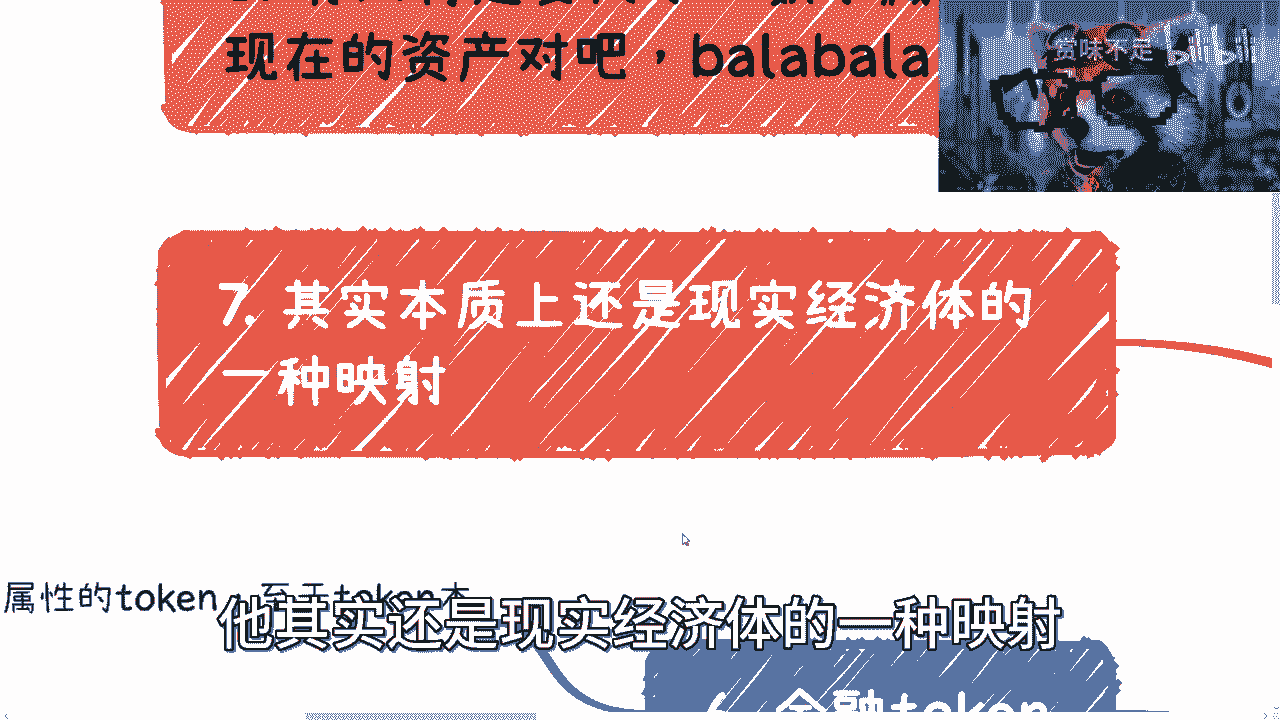 现在的资产对吧，balabala
赏味不足 bilibili
7. 其实本质上还是现实经济体的
一种映射
属性的token，至于token本
他其实还是现实经济体的一种映射
6. 金融token